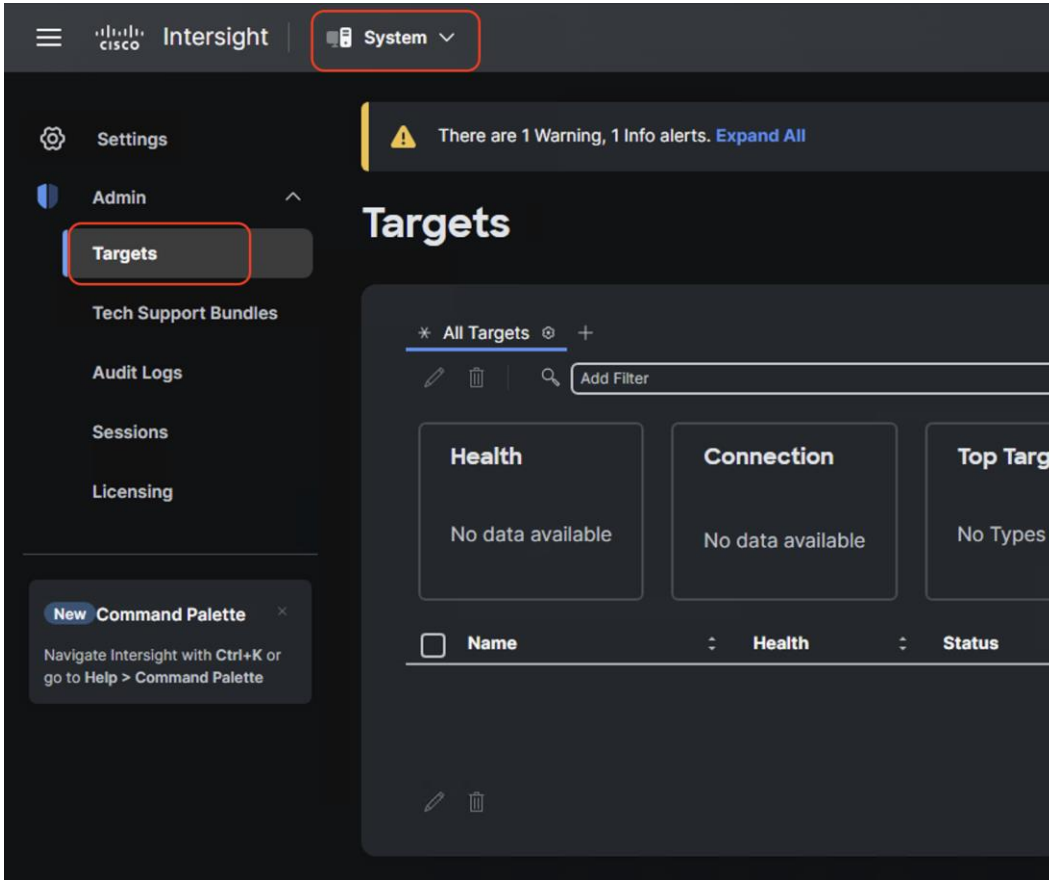 CISCO Intersight System
Settings
Admin
Targets
Tech Support Bundles
Audit Logs
Sessions
Licensing
New Command Palette
Navigate Intersight with Ctrl+K or
go to Help > Command Palette
There are 1 Warning, 1 Info alerts. Expand All
Targets
All Targets
Add Filter
Health
No data available
Connection
No data available
Top Targ
No Types
Name Health Status